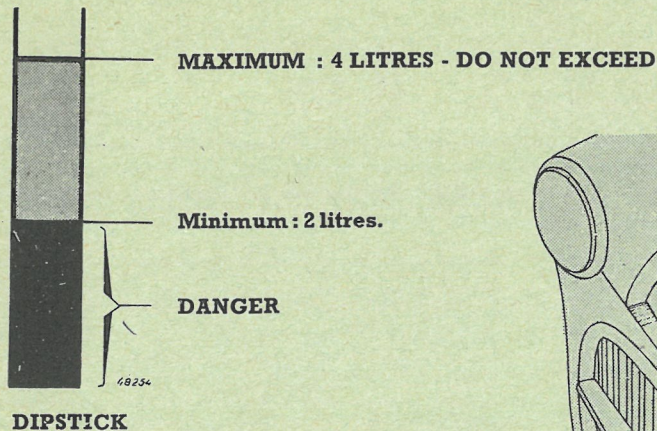 MAXIMUM : 4 LITRES - DO NOT EXCEED
Minimum : 2 litres.
DANGER
48254
DIPSTICK